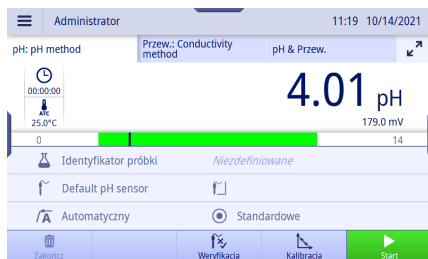 Administrator
11:19 10/14/2021
pH: pH method
Przew.: Conductivity
method
pH & Przew.
00:00:00
ATC
25.0°C
4.01 pH
179.0 mV
0
14
Identyfikator próbki
Niezdefiniowane
Default pH sensor
A Automatyczny
Standardowe
Zakończ
Weryfikacja
Kalibracja
Start